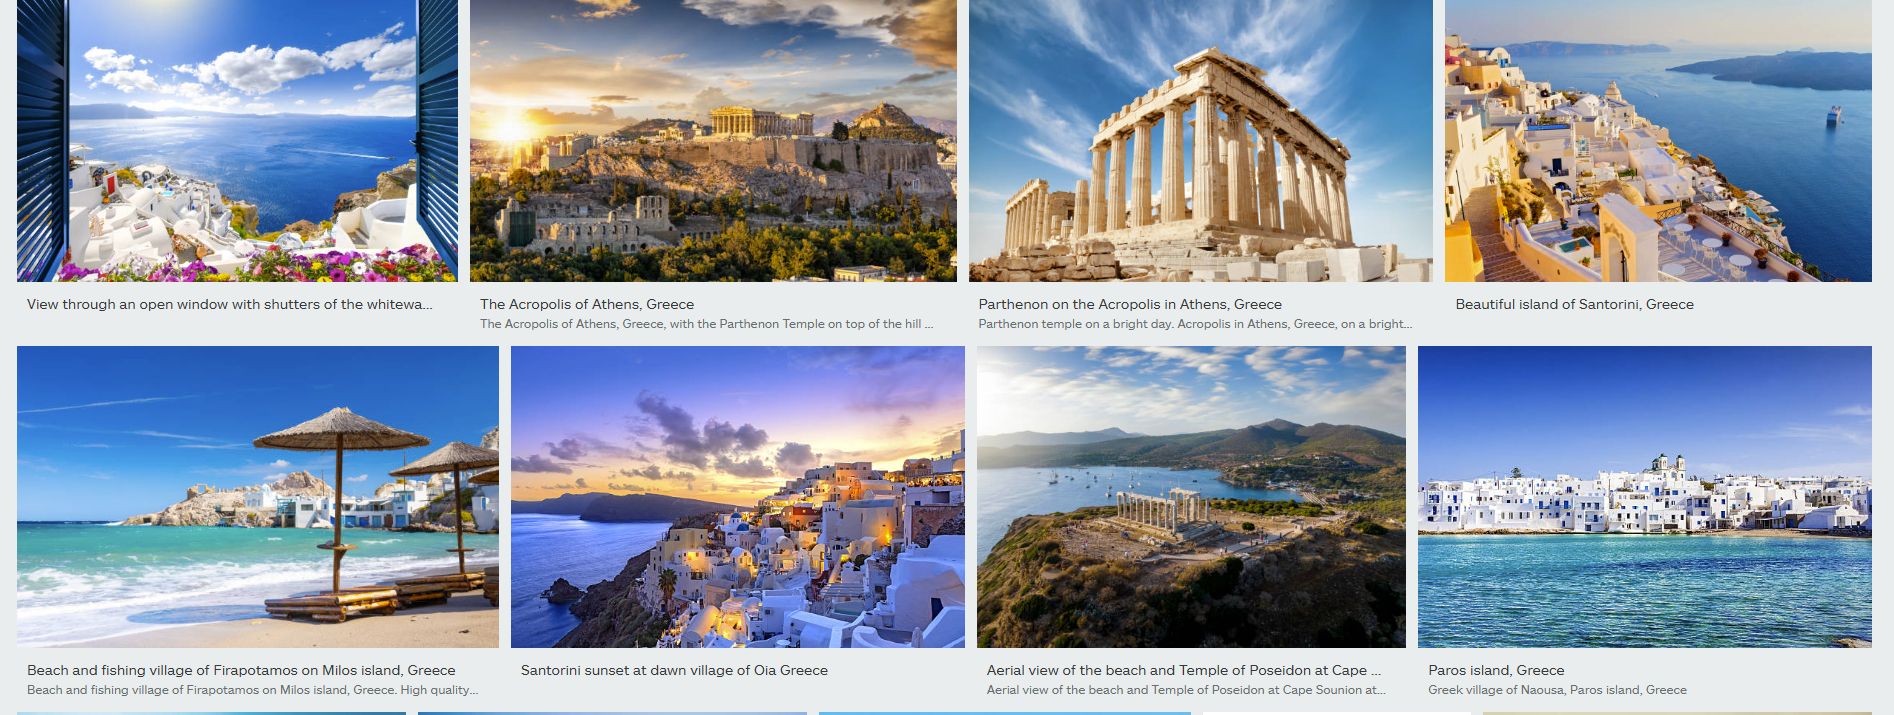 View through an open window with shutters of the whitewa...
The Acropolis of Athens, Greece
The Acropolis of Athens, Greece, with the Parthenon Temple on top of the hill ...
Parthenon on the Acropolis in Athens, Greece
Parthenon temple on a bright day. Acropolis in Athens, Greece, on a bright...
Beautiful island of Santorini, Greece
Beach and fishing village of Firapotamos on Milos island, Greece
Beach and fishing village of Firapotamos on Milos island, Greece. High quality...
Santorini sunset at dawn village of Oia Greece
Aerial view of the beach and Temple of Poseidon at Cape ...
Aerial view of the beach and Temple of Poseidon at Cape Sounion at...
Paros island, Greece
Greek village of Naousa, Paros island, Greece